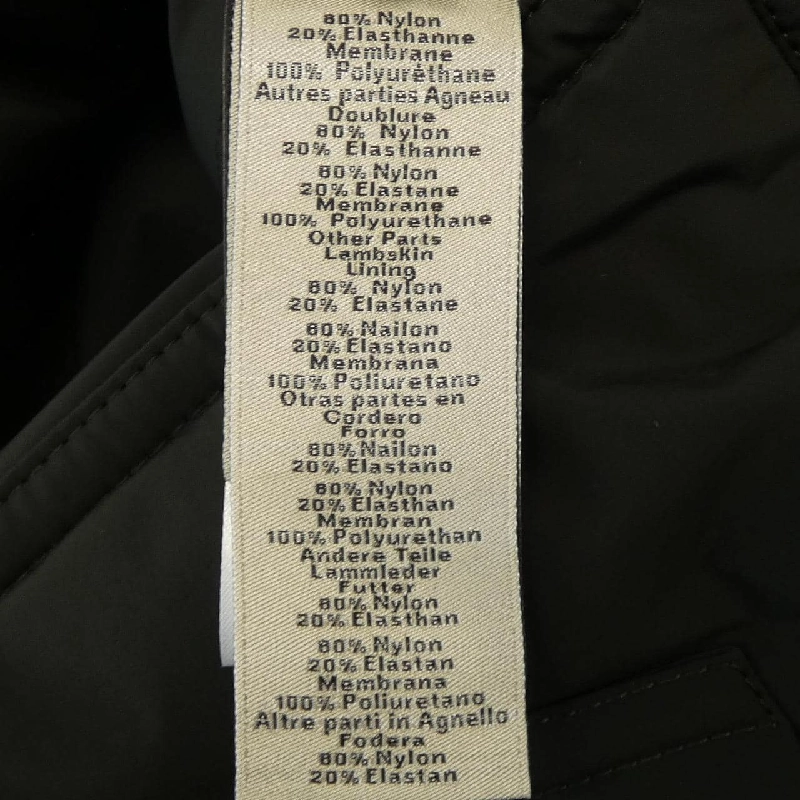 80% Nylon
20% Elasthanne
Membrane
100% Polyuréthane
Autres parties Agneau
Doublure
80% Nylon
20% Elasthanne
80% Nylon
20% Elastane
Membrane
100% Polyurethane
Other Parts
Lambskin
Lining
80% Nylon
20% Elastane
80% Nailon
20% Elastano
Membrana
100% Poliuretano
Otras partes en
Cordero
Forro
80% Nailon
20% Elastano
80% Nylon
20% Elasthan
Membran
100% Polyurethan
Andere Teile
Lammleder
Futter
80% Nylon
20% Elasthan
80% Nylon
20% Elastan
Membrana
100% Poliuretano
Altre parti in Agnello
Fodera
80% Nylon
20% Elastan